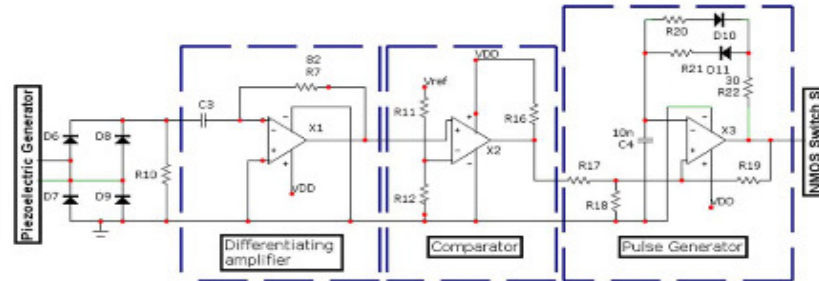 Piezoelectric Generator
D6
D8
D7
D9
R10
C3
82
R7
X1
VDD
Differentiating
amplifier
Vref
R11
R12
VDD
R16
X2
Comparator
R17
R18
10n
C4
R20
D10
R21
D11
30
R22
X3
R19
VDD
Pulse Generator
NMOS Switch